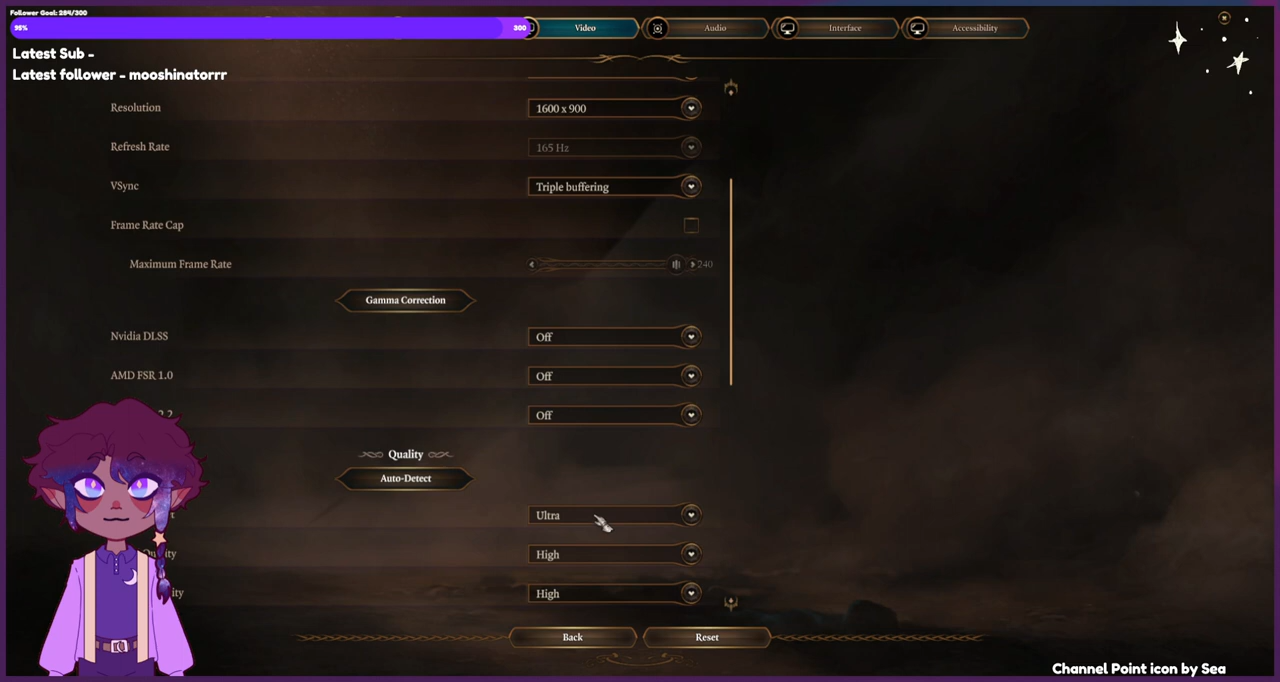 Follower Goal: 284/300
95%
300
Video
Audio
Interface
Accessibility
Latest Sub -
Latest follower - mooshinatorrr
Resolution
1600 x 900
Refresh Rate
165 Hz
VSync
Triple buffering
Frame Rate Cap
Maximum Frame Rate
240
Gamma Correction
Nvidia DLSS
Off
AMD FSR 1.0
Off
2.2
Off
Quality
Auto-Detect
Ultra
High
High
Back
Reset
Channel Point icon by Sea